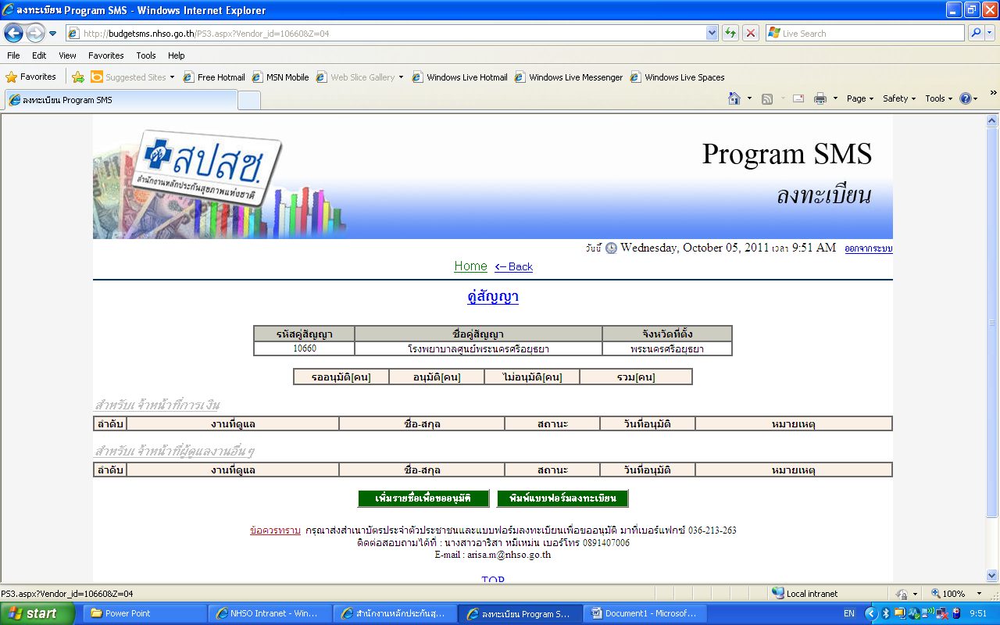 ลงทะเบียน Program SMS - Windows Internet Explorer
http://budgetsms.nhso.go.th/PS3.aspx?Vendor_id=10660&Z=04
Live Search
File Edit View Favorites Tools Help
Favorites Suggested Sites Free Hotmail MSN Mobile Web Slice Gallery Windows Live Hotmail Windows Live Messenger Windows Live Spaces
ลงทะเบียน Program SMS
Page Safety Tools
สปสช.
สำนักงานหลักประกันสุขภาพแห่งชาติ
Program SMS
ลงทะเบียน
วันนี้ Wednesday, October 05, 2011 เวลา 9:51 AM ออกจากระบบ
Home <-- Back
คู่สัญญา
รหัสคู่สัญญา ชื่อคู่สัญญา จังหวัดที่ตั้ง
10660 โรงพยาบาลศูนย์พระนครศรีอยุธยา พระนครศรีอยุธยา
รออนุมัติ[คน] อนุมัติ[คน] ไม่อนุมัติ[คน] รวม[คน]
สำหรับเจ้าหน้าที่การเงิน
ลำดับ งานที่ดูแล ชื่อ-สกุล สถานะ วันที่อนุมัติ หมายเหตุ
สำหรับเจ้าหน้าที่ผู้ดูแลงานอื่นๆ
ลำดับ งานที่ดูแล ชื่อ-สกุล สถานะ วันที่อนุมัติ หมายเหตุ
เพิ่มรายชื่อเพื่อขออนุมัติ พิมพ์แบบฟอร์มลงทะเบียน
ข้อควรทราบ กรุณาส่งสำเนาบัตรประจำตัวประชาชนและแบบฟอร์มลงทะเบียนเพื่อขออนุมัติ มาที่เบอร์แฟกซ์ 036-213-263
ติดต่อสอบถามได้ที่ : นางสาวอาริสา หมีเหม่น เบอร์โทร 0891407006
E-mail : arisa.m@nhso.go.th
TOP
PS3.aspx?Vendor_id=10660&Z=04 Local intranet 100%
start Power Point NHSO Intranet - Win... สำนักงานหลักประกันสุ... ลงทะเบียน Program S... Document1 - Microsof... EN 9:51